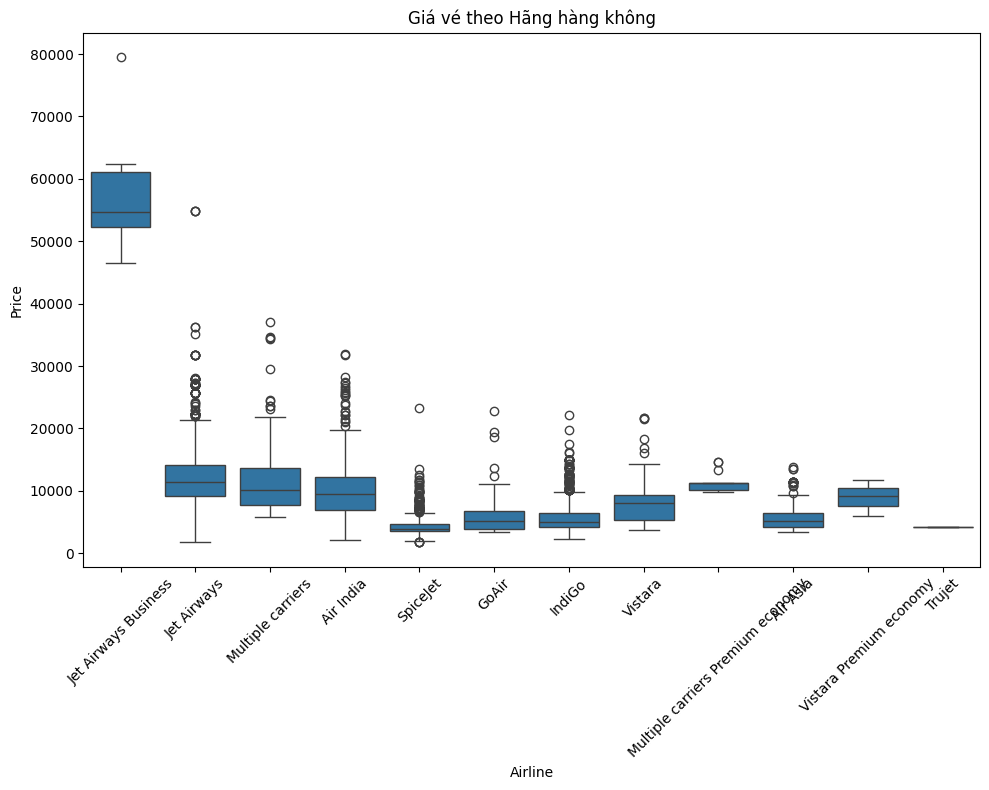 Giá vé theo Hãng hàng không
80000
70000
60000
50000
40000
30000
20000
10000
0
Price
Jet Airways Business
Jet Airways
Multiple carriers
Air India
SpiceJet
GoAir
IndiGo
Vistara
Multiple carriers Premium economy
Air Asia
Vistara Premium economy
Trujet
Airline